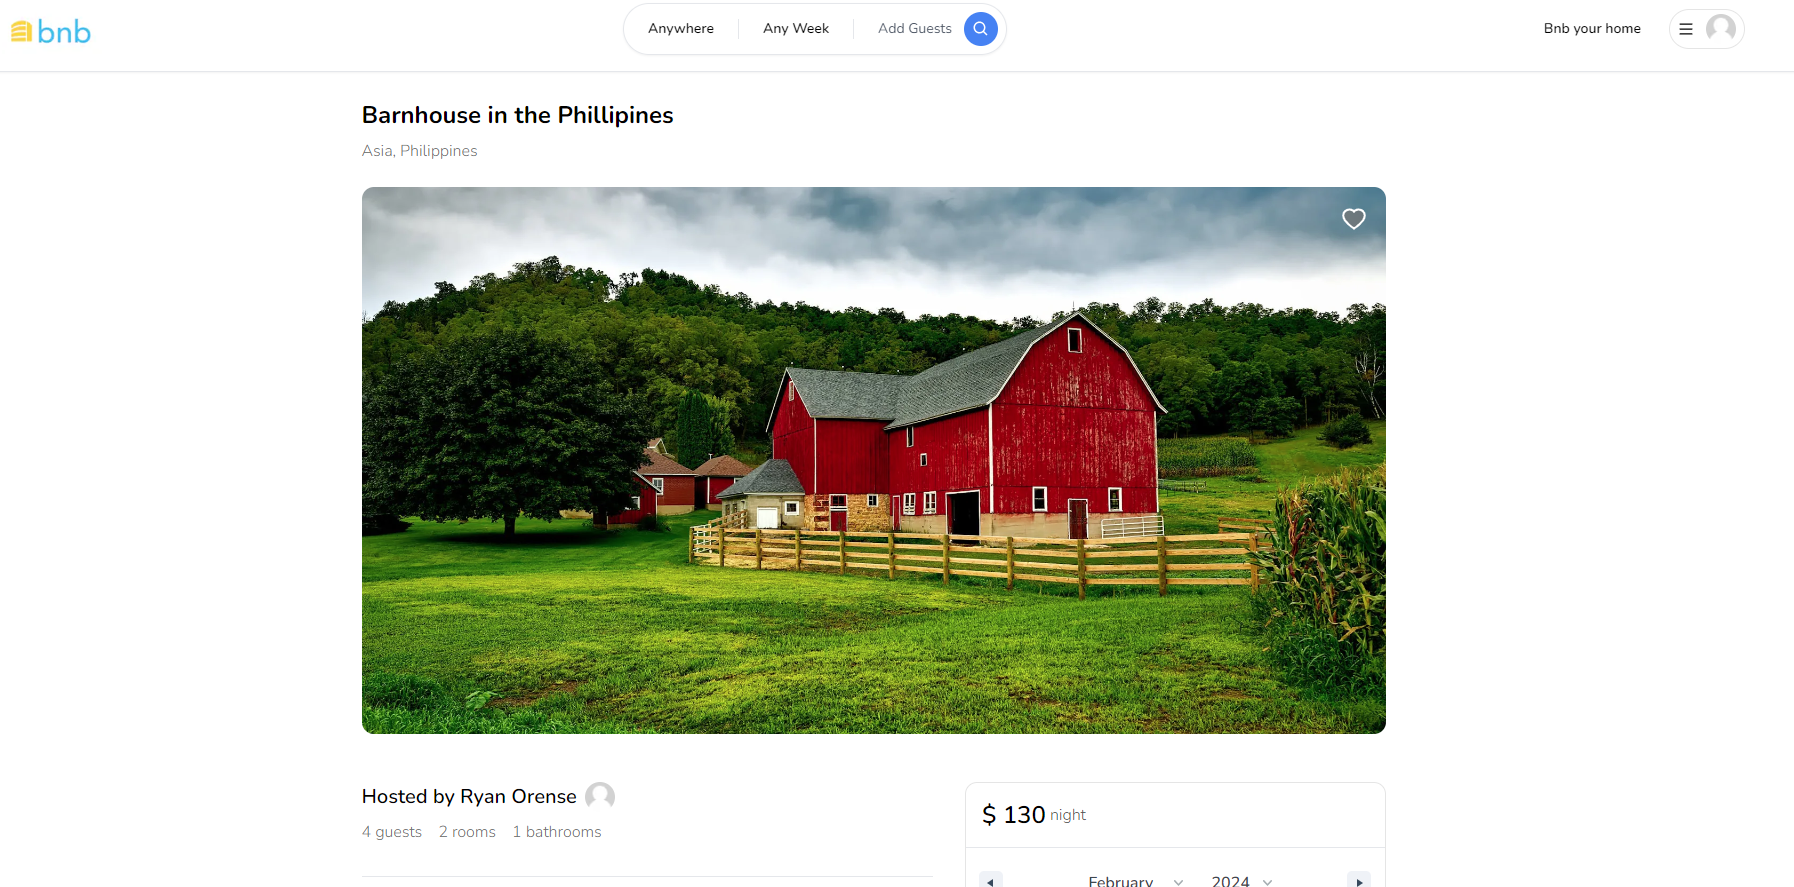 bnb
Anywhere
Any Week
Add Guests
Bnb your home
Barnhouse in the Phillipines
Asia, Philippines
Hosted by Ryan Orense
4 guests 2 rooms 1 bathrooms
$ 130 night
February 2024